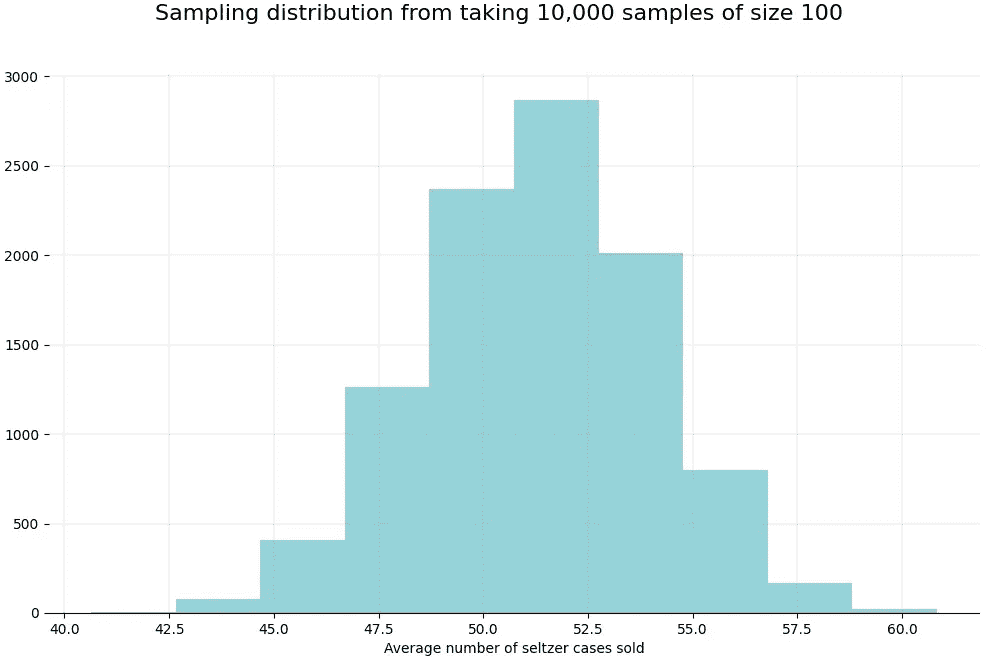 Sampling distribution from taking 10,000 samples of size 100
3000
2500
2000
1500
1000
500
0
40.0 42.5 45.0 47.5 50.0 52.5 55.0 57.5 60.0
Average number of seltzer cases sold